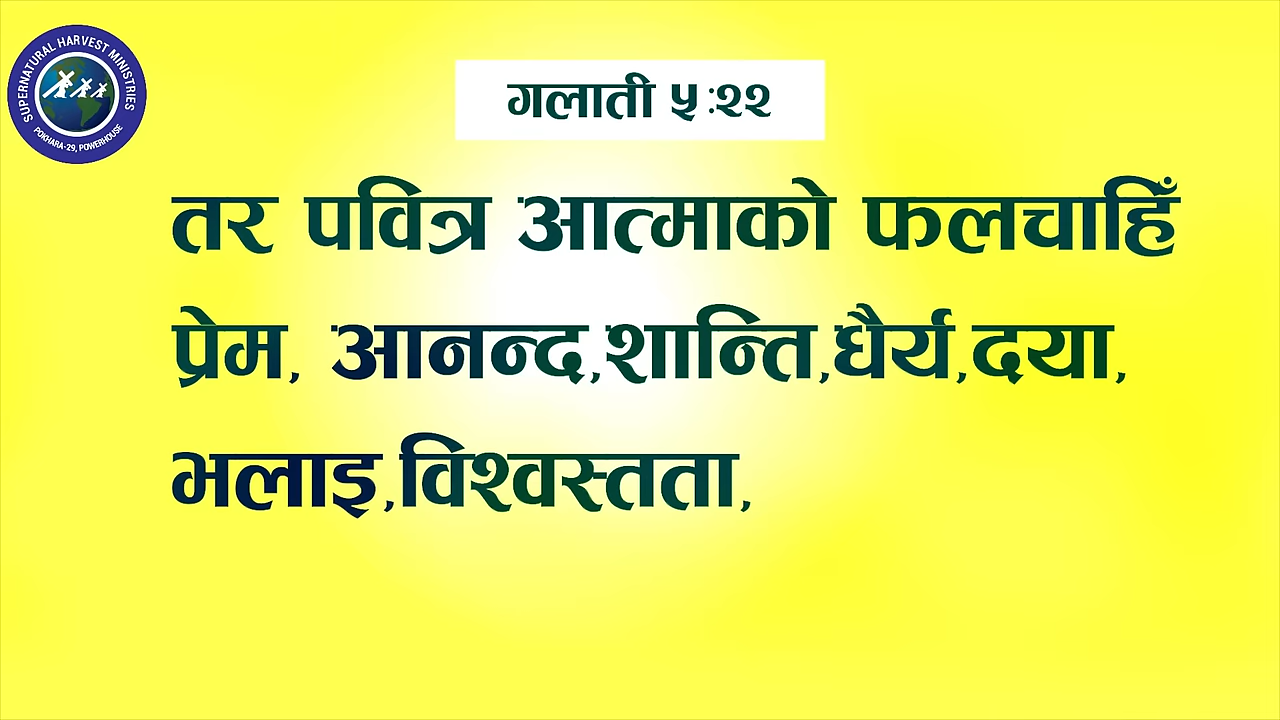 SUPERNATURAL HARVEST MINISTRIES
POKHARA-29, POWERHOUSE
गलाती ५ :२२
तर पवित्र आत्माको फलचाहिँ
प्रेम, आनन्द,शान्ति,धैर्य,दया,
भलाइ,विश्वस्तता,